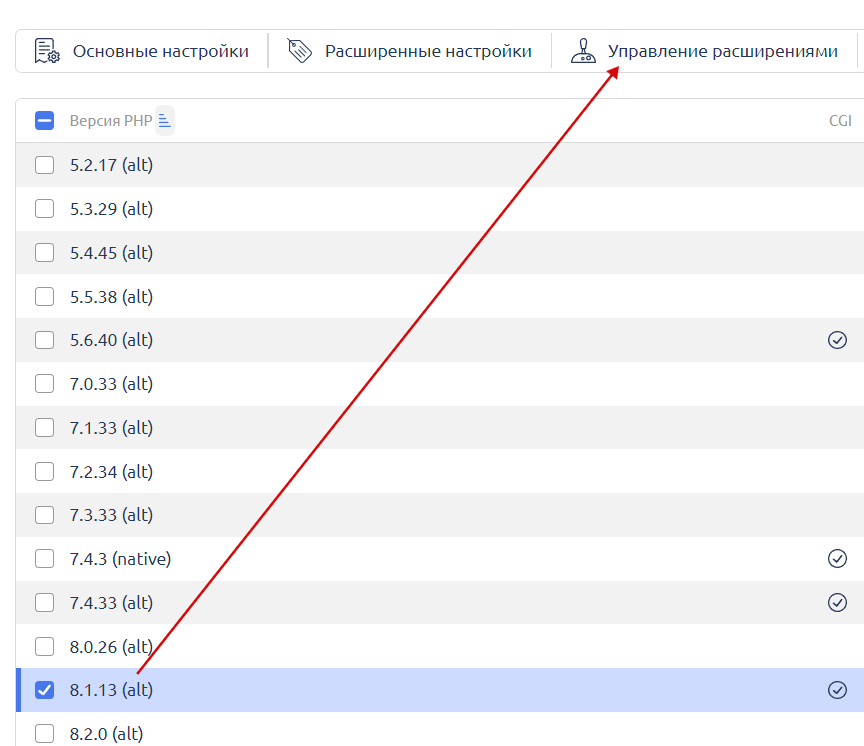 Основные настройки Расширенные настройки Управление расширениями
Версия PHP CGI
5.2.17 (alt)
5.3.29 (alt)
5.4.45 (alt)
5.5.38 (alt)
5.6.40 (alt)
7.0.33 (alt)
7.1.33 (alt)
7.2.34 (alt)
7.3.33 (alt)
7.4.3 (native)
7.4.33 (alt)
8.0.26 (alt)
8.1.13 (alt)
8.2.0 (alt)